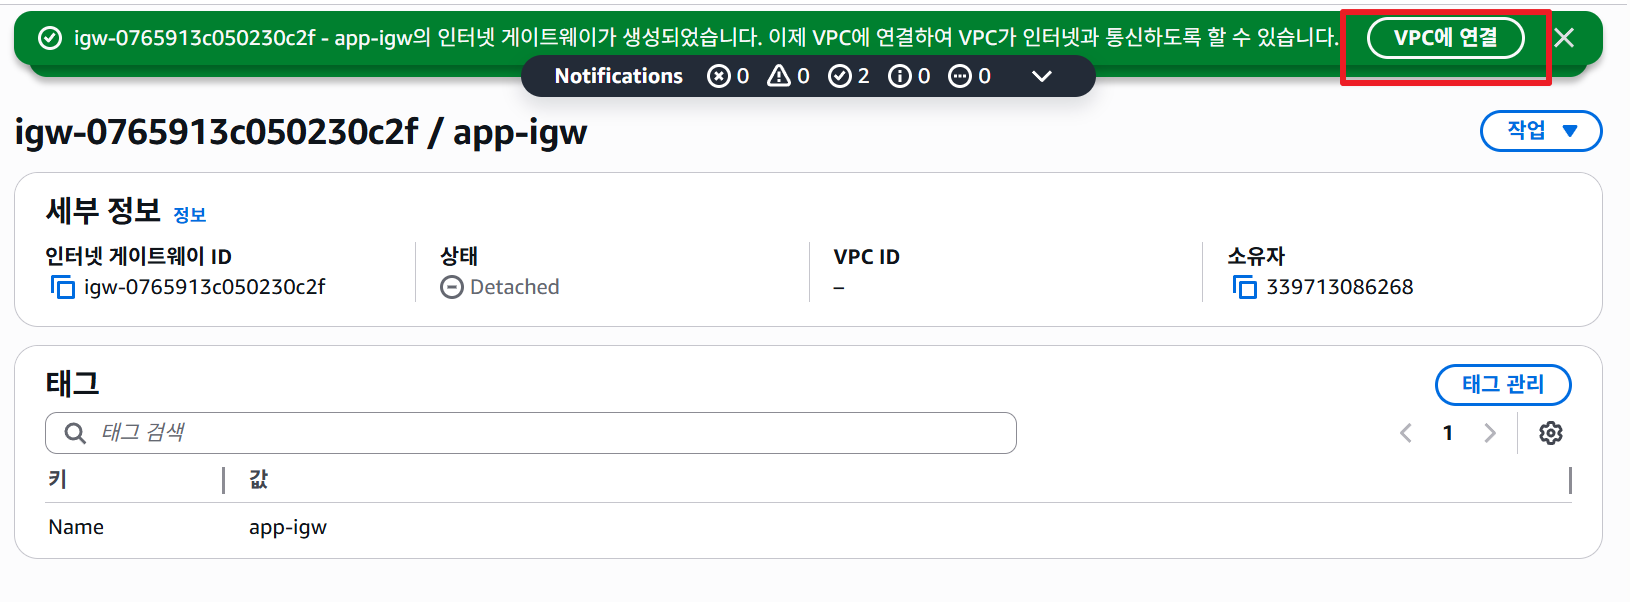 igw-0765913c050230c2f - app-igw의 인터넷 게이트웨이가 생성되었습니다. 이제 VPC에 연결하여 VPC가 인터넷과 통신하도록 할 수 있습니다. VPC에 연결
Notifications 0 0 2 0 0
igw-0765913c050230c2f / app-igw 작업
세부 정보 정보
인터넷 게이트웨이 ID 상태 VPC ID 소유자
igw-0765913c050230c2f Detached – 339713086268
태그 태그 관리
태그 검색 1
키 값
Name app-igw